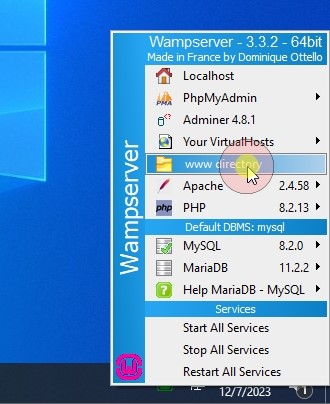 Wampserver - 3.3.2 - 64bit
Made in France by Dominique Ottello
Wampserver
Localhost
PMA PhpMyAdmin
Adminer 4.8.1
Your VirtualHosts
www directory
Apache 2.4.58
php PHP 8.2.13
Default DBMS: mysql
MySQL 8.2.0
MariaDB 11.2.2
? Help MariaDB - MySQL
Services
Start All Services
Stop All Services
Restart All Services
12/7/2023
1